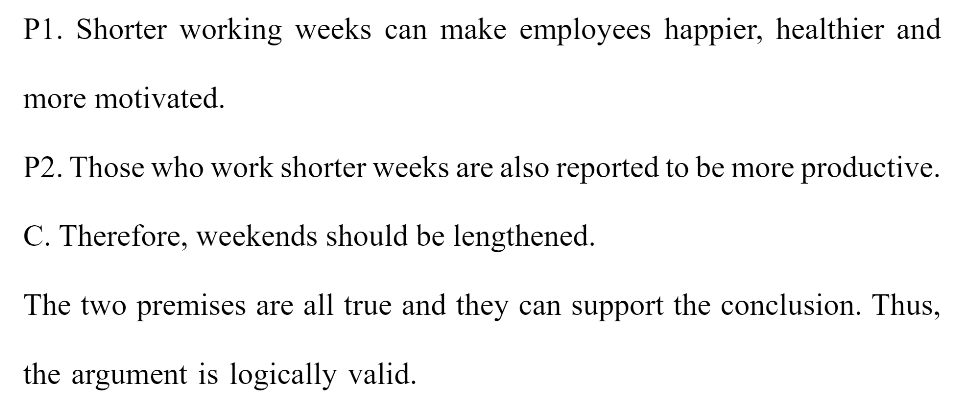 P1. Shorter working weeks can make employees happier, healthier and
more motivated.
P2. Those who work shorter weeks are also reported to be more productive.
C. Therefore, weekends should be lengthened.
The two premises are all true and they can support the conclusion. Thus,
the argument is logically valid.